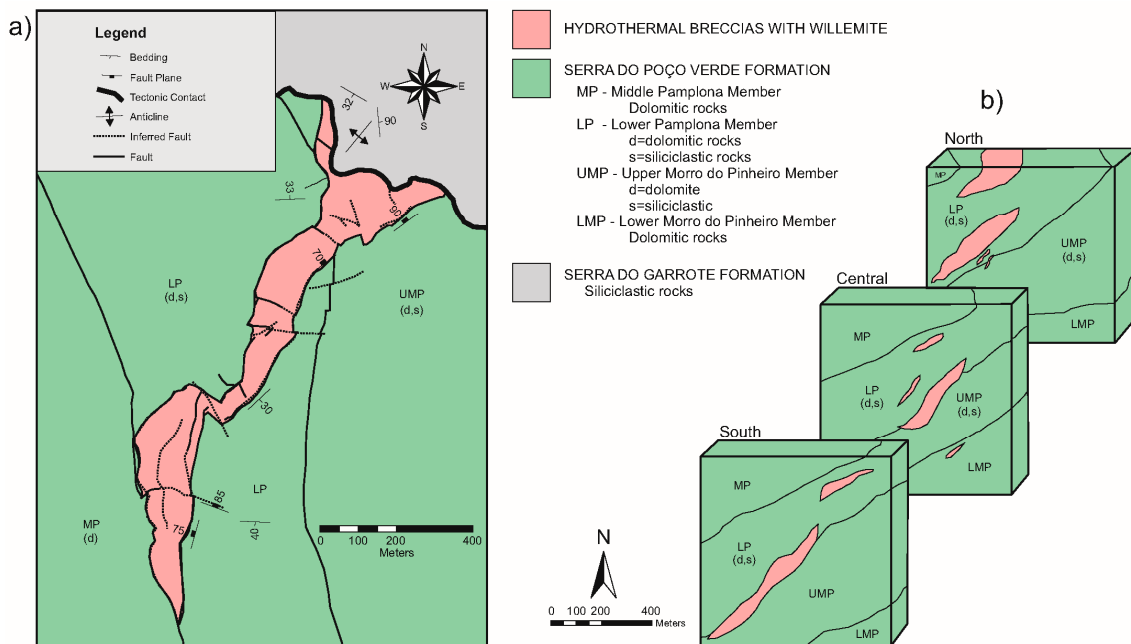 a)
Legend
Bedding
Fault Plane
Tectonic Contact
Anticline
Inferred Fault
Fault
N
W
E
S
32
90
33
90
70
LP
(d,s)
UMP
(d,s)
30
85
LP
75
40
MP
(d)
0 100 200 400
Meters
HYDROTHERMAL BRECCIAS WITH WILLEMITE
SERRA DO POÇO VERDE FORMATION
MP - Middle Pamplona Member
Dolomitic rocks
LP - Lower Pamplona Member
d=dolomitic rocks
s=siliciclastic rocks
UMP - Upper Morro do Pinheiro Member
d=dolomite
s=siliciclastic
LMP - Lower Morro do Pinheiro Member
Dolomitic rocks
SERRA DO GARROTE FORMATION
Siliciclastic rocks
b)
North
MP
LP
(d,s)
UMP
(d,s)
LMP
Central
MP
LP
(d,s)
UMP
(d,s)
LMP
South
MP
LP
(d,s)
UMP
LMP
N
0 100 200 400
Meters